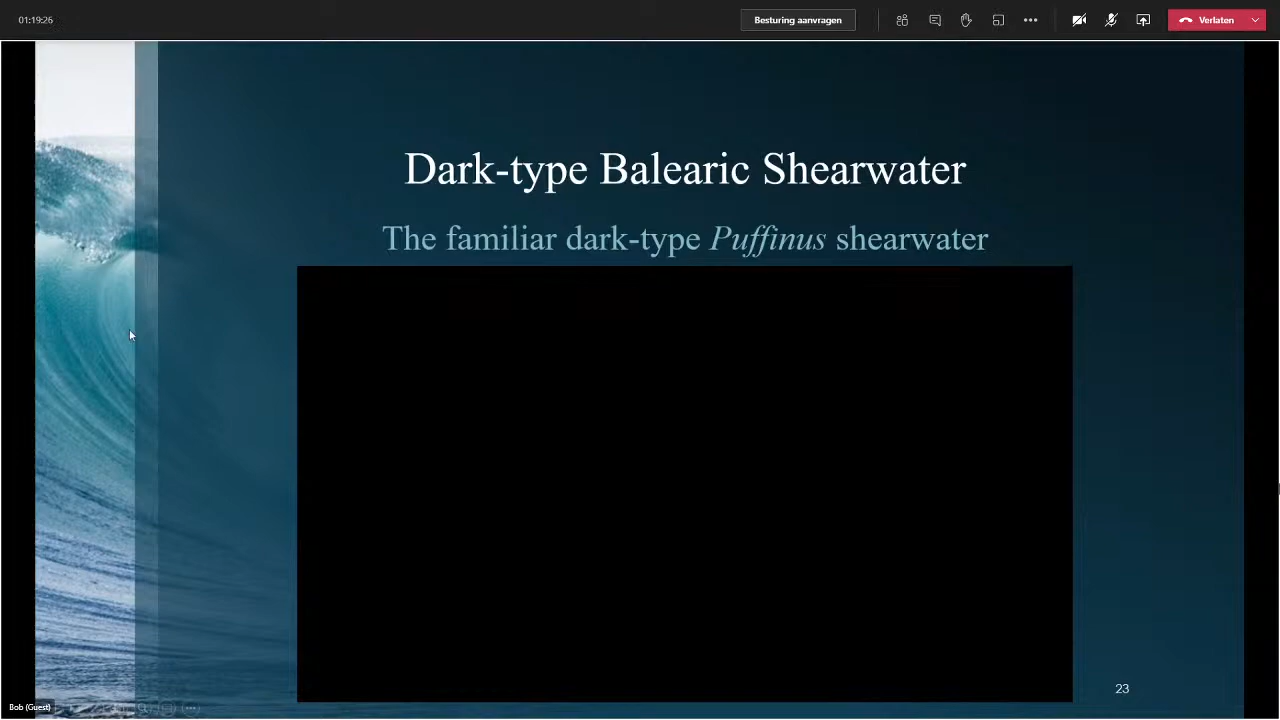 01:19:26
Besturing aanvragen
Verlaten
Dark-type Balearic Shearwater
The familiar dark-type Puffinus shearwater
23
Bob (Guest)